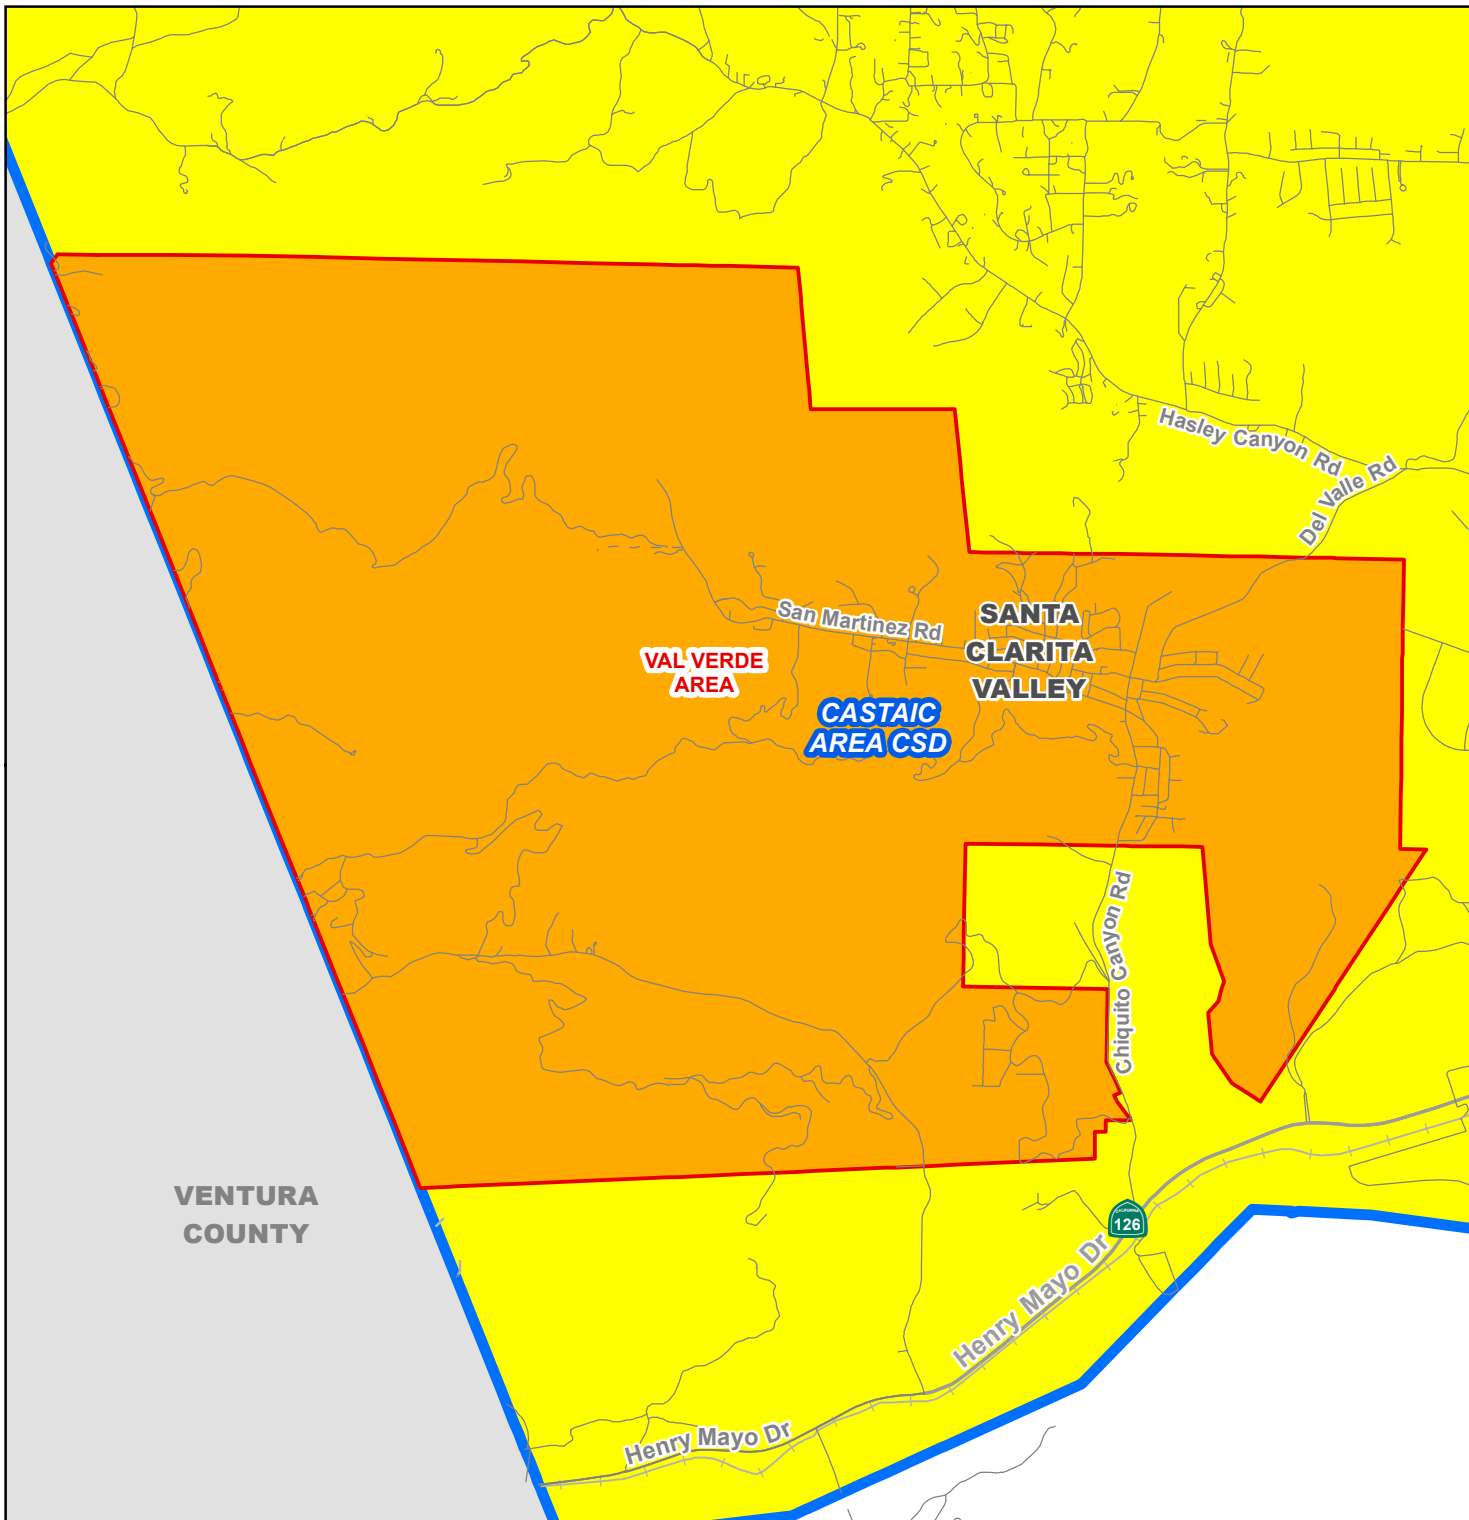 Hasley Canyon Rd
Del Valle Rd
San Martinez Rd
SANTA
CLARITA
VALLEY
VAL VERDE
AREA
CASTAIC
AREA CSD
Chiquito Canyon Rd
VENTURA
COUNTY
CALIFORNIA
126
Henry Mayo Dr
Henry Mayo Dr